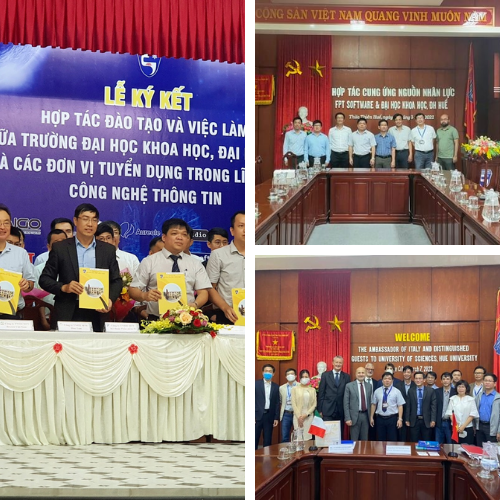 LỄ KÝ KẾT
HỢP TÁC ĐÀO TẠO VÀ VIỆC LÀM
ỮA TRƯỜNG ĐẠI HỌC KHOA HỌC, ĐẠI
À CÁC ĐƠN VỊ TUYỂN DỤNG TRONG LĨ
CÔNG NGHỆ THÔNG TIN
CỘNG SẢN VIỆT NAM QUANG VINH MUÔN NĂM
HỢP TÁC CUNG ỨNG NGUỒN NHÂN LỰC
FPT SOFTWARE & ĐẠI HỌC KHOA HỌC, ĐH HUẾ
WELCOME
THE AMBASSADOR OF ITALY AND DISTINGUISHED
GUESTS TO UNIVERSITY OF SCIENCES, HUE UNIVERSITY